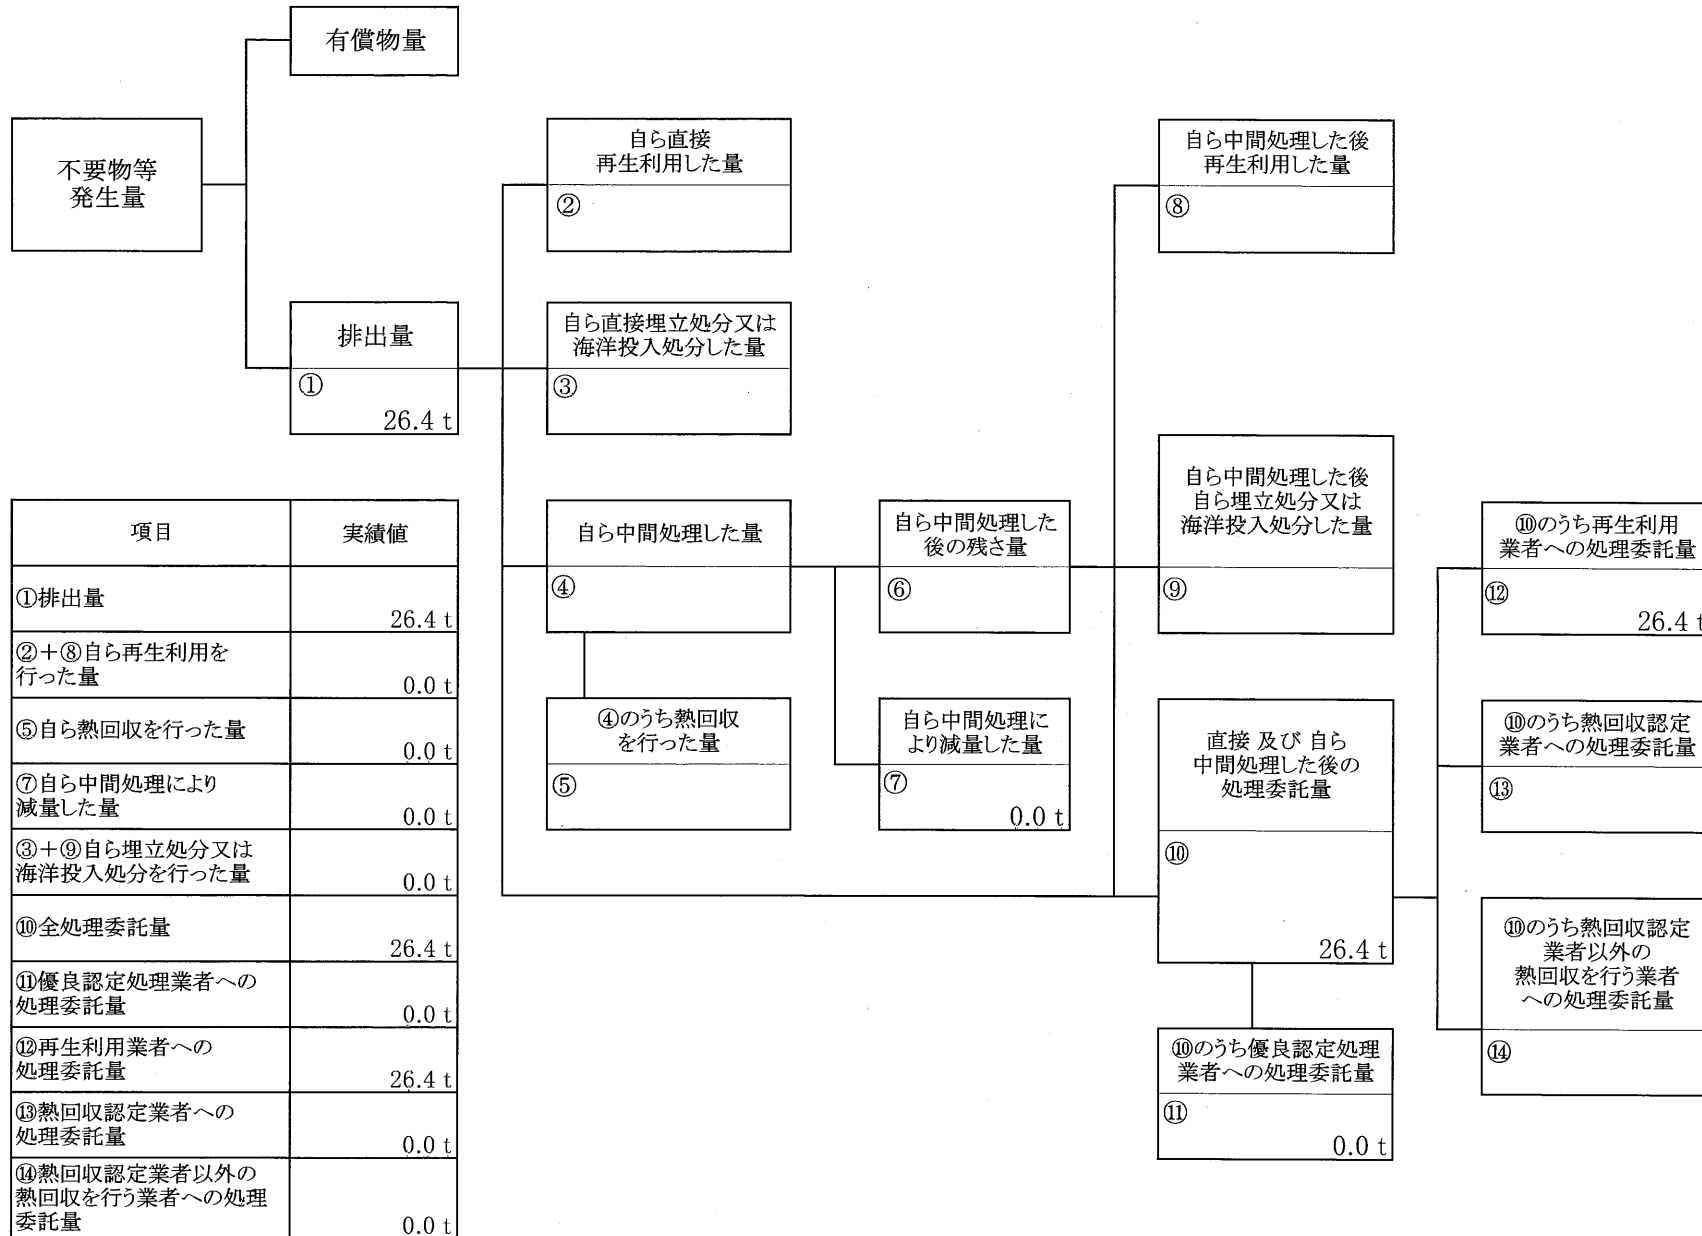 有償物量
不要物等
発生量
自ら直接
再生利用した量
②
自ら中間処理した後
再生利用した量
⑧
排出量
①
26.4 t
自ら直接埋立処分又は
海洋投入処分した量
③
自ら中間処理した量
④
自ら中間処理した
後の残さ量
⑥
自ら中間処理した後
自ら埋立処分又は
海洋投入処分した量
⑨
⑩のうち再生利用
業者への処理委託量
⑫
26.4 t
④のうち熱回収
を行った量
⑤
自ら中間処理に
より減量した量
⑦
0.0 t
直接 及び 自ら
中間処理した後の
処理委託量
⑩
26.4 t
⑩のうち熱回収認定
業者への処理委託量
⑬
⑩のうち熱回収認定
業者以外の
熱回収を行う業者
への処理委託量
⑭
⑩のうち優良認定処理
業者への処理委託量
⑪
0.0 t
項目 実績値
①排出量
26.4 t
②+⑧自ら再生利用を
行った量
0.0 t
⑤自ら熱回収を行った量
0.0 t
⑦自ら中間処理により
減量した量
0.0 t
③+⑨自ら埋立処分又は
海洋投入処分を行った量
0.0 t
⑩全処理委託量
26.4 t
⑪優良認定処理業者への
処理委託量
0.0 t
⑫再生利用業者への
処理委託量
26.4 t
⑬熱回収認定業者への
処理委託量
0.0 t
⑭熱回収認定業者以外の
熱回収を行う業者への処理
委託量
0.0 t